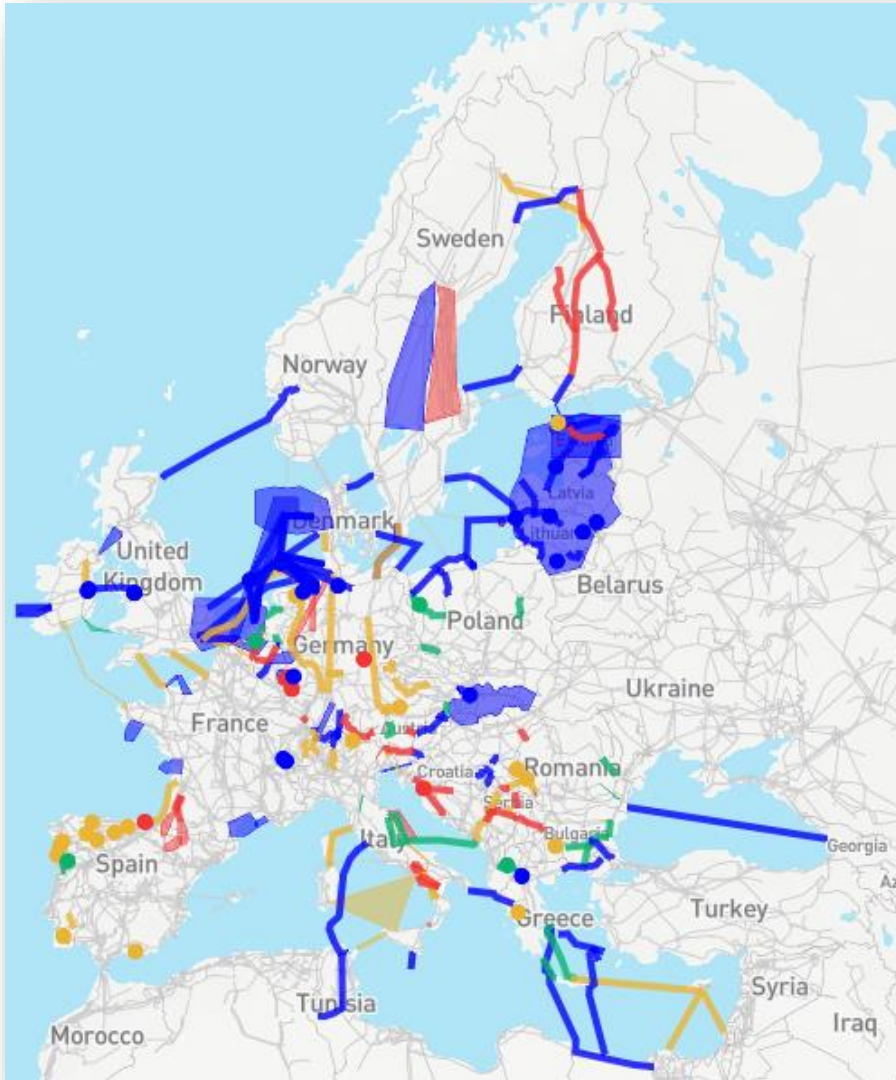 Sweden
Finland
Norway
Latvia
Denmark
United
Kingdom
Belarus
Poland
Germany
Ukraine
France
Croatia
Romania
Serbia
Bulgaria
Georgia
Italy
Spain
Turkey
Greece
Syria
Tunisia
Iraq
Morocco